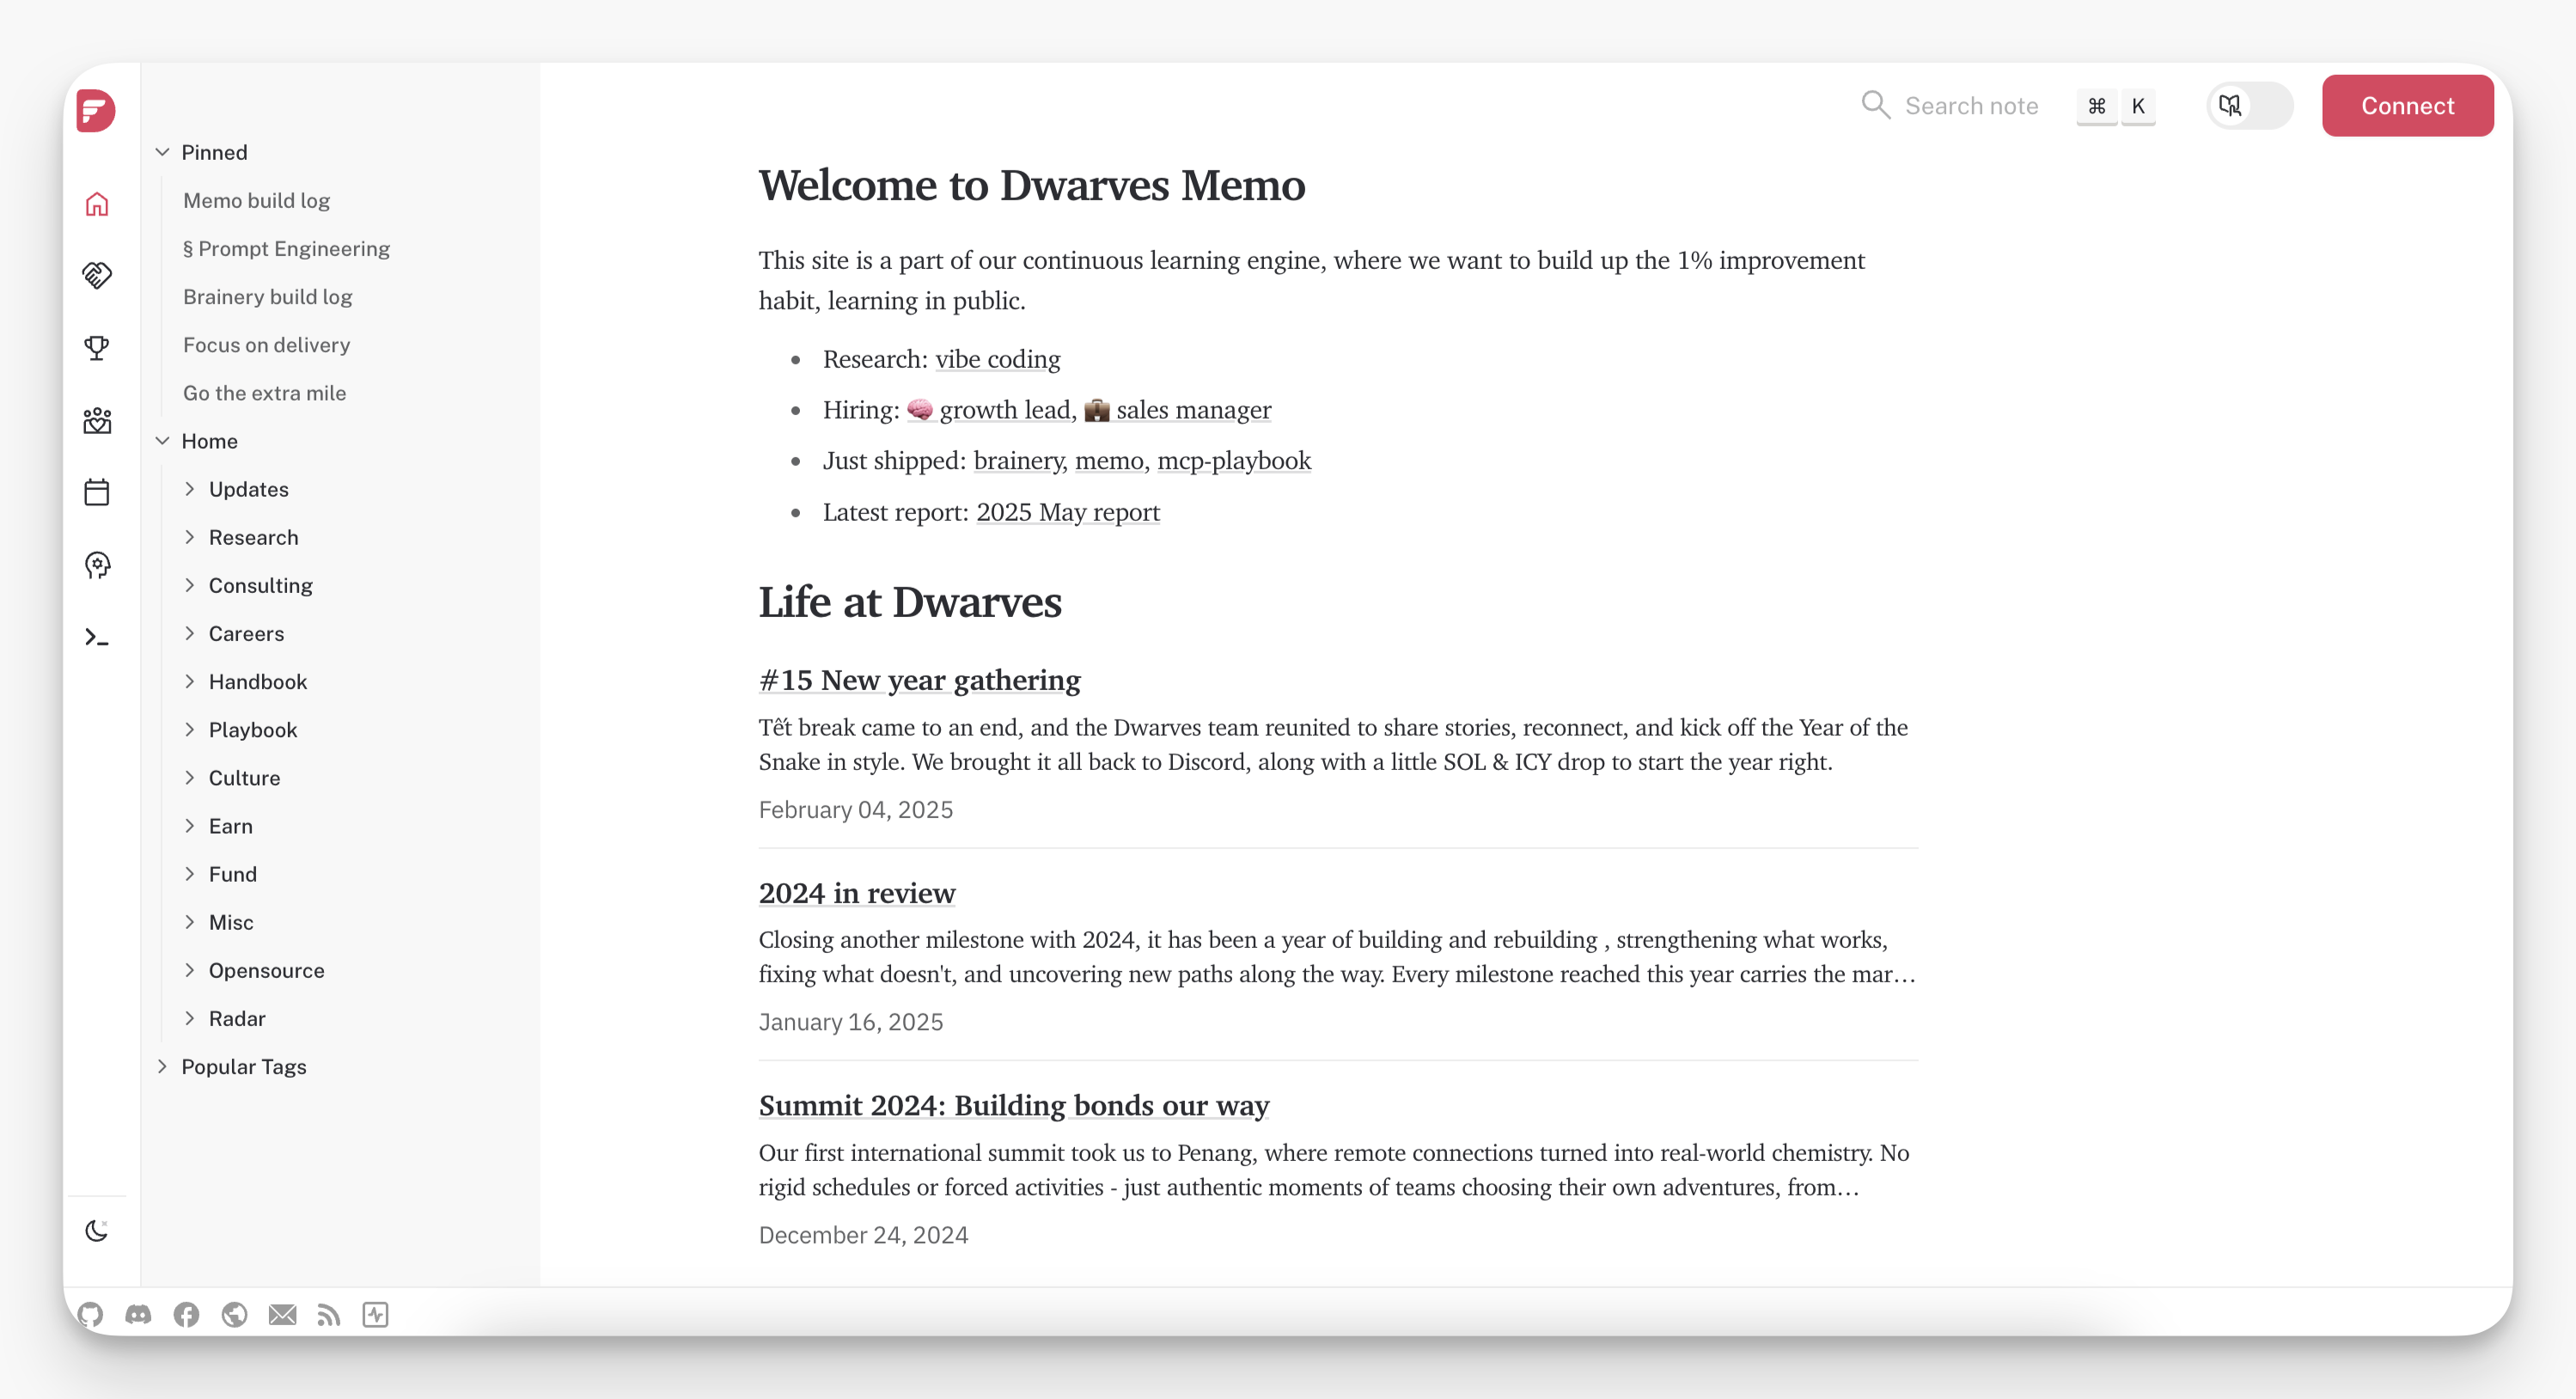 Search note
⌘ K
Connect
Pinned
Memo build log
§ Prompt Engineering
Brainery build log
Focus on delivery
Go the extra mile
Home
Updates
Research
Consulting
Careers
Handbook
Playbook
Culture
Earn
Fund
Misc
Opensource
Radar
Popular Tags
Welcome to Dwarves Memo
This site is a part of our continuous learning engine, where we want to build up the 1% improvement
habit, learning in public.
• Research: vibe coding
• Hiring: 🧠 growth lead, 💼 sales manager
• Just shipped: brainery, memo, mcp-playbook
• Latest report: 2025 May report
Life at Dwarves
#15 New year gathering
Tết break came to an end, and the Dwarves team reunited to share stories, reconnect, and kick off the Year of the
Snake in style. We brought it all back to Discord, along with a little SOL & ICY drop to start the year right.
February 04, 2025
2024 in review
Closing another milestone with 2024, it has been a year of building and rebuilding , strengthening what works,
fixing what doesn't, and uncovering new paths along the way. Every milestone reached this year carries the mar…
January 16, 2025
Summit 2024: Building bonds our way
Our first international summit took us to Penang, where remote connections turned into real-world chemistry. No
rigid schedules or forced activities - just authentic moments of teams choosing their own adventures, from…
December 24, 2024